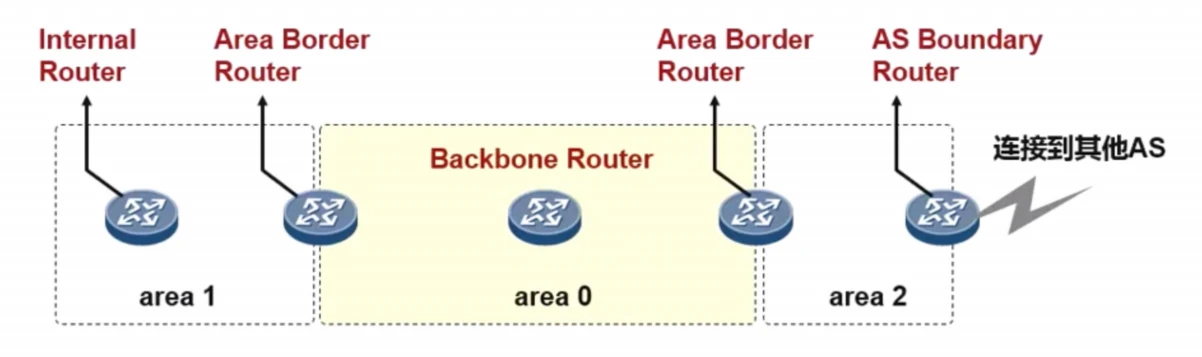 Internal
Router
Area Border
Router
Area Border
Router
AS Boundary
Router
连接到其他AS
Backbone Router
area 1
area 0
area 2